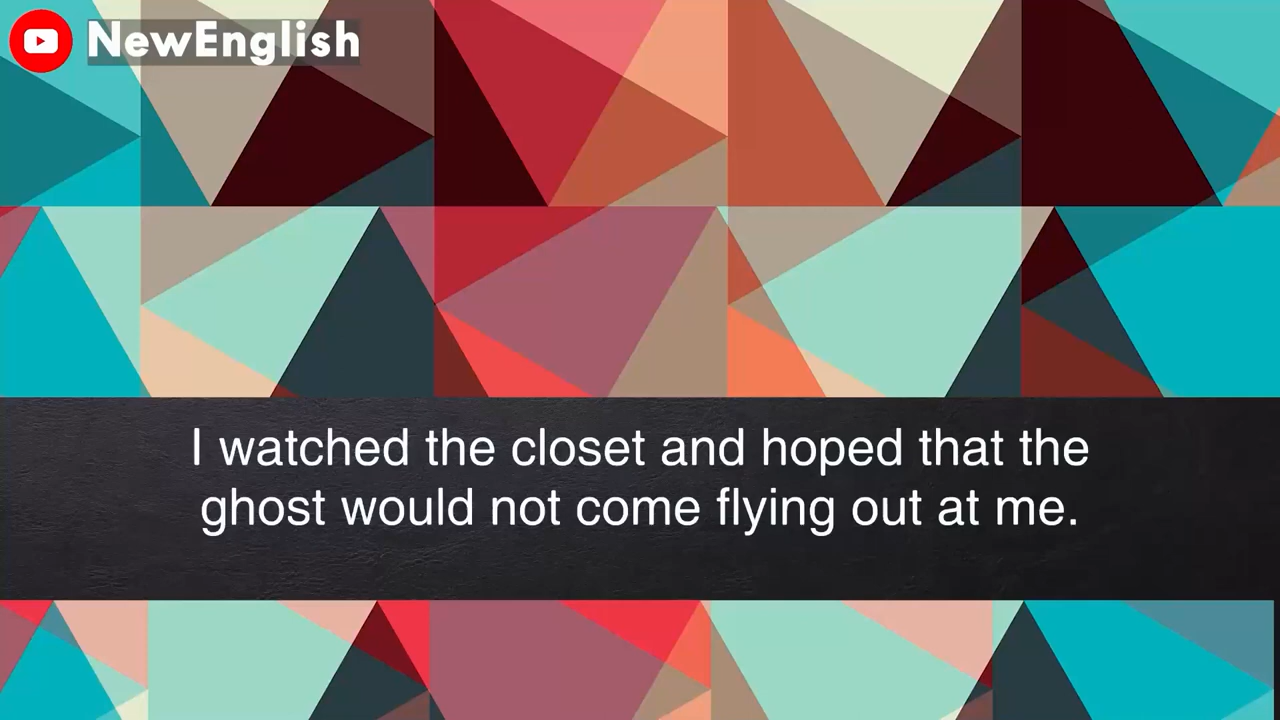 NewEnglish
I watched the closet and hoped that the
ghost would not come flying out at me.